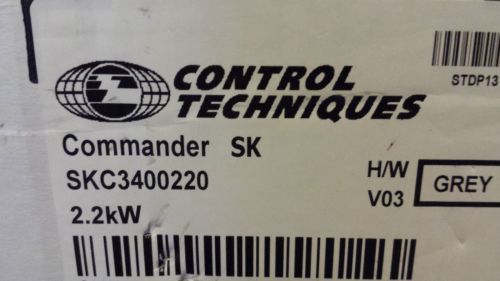 CONTROL
TECHNIQUES
STDP13
Commander SK
SKC3400220
2.2kW
H/W
V03
GREY